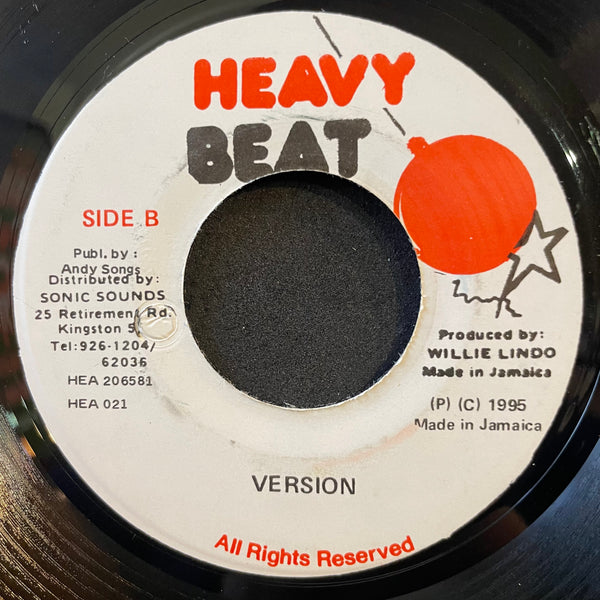 HEAVY
BEAT
SIDE B
Publ. by :
Andy Songs
Distributed by:
SONIC SOUNDS
25 Retirement Rd.
Kingston 5,
Tel:926-1204/
62036
HEA 206581
HEA 021
Produced by:
WILLIE LINDO
Made in Jamaica
(P) (C) 1995
Made in Jamaica
VERSION
All Rights Reserved